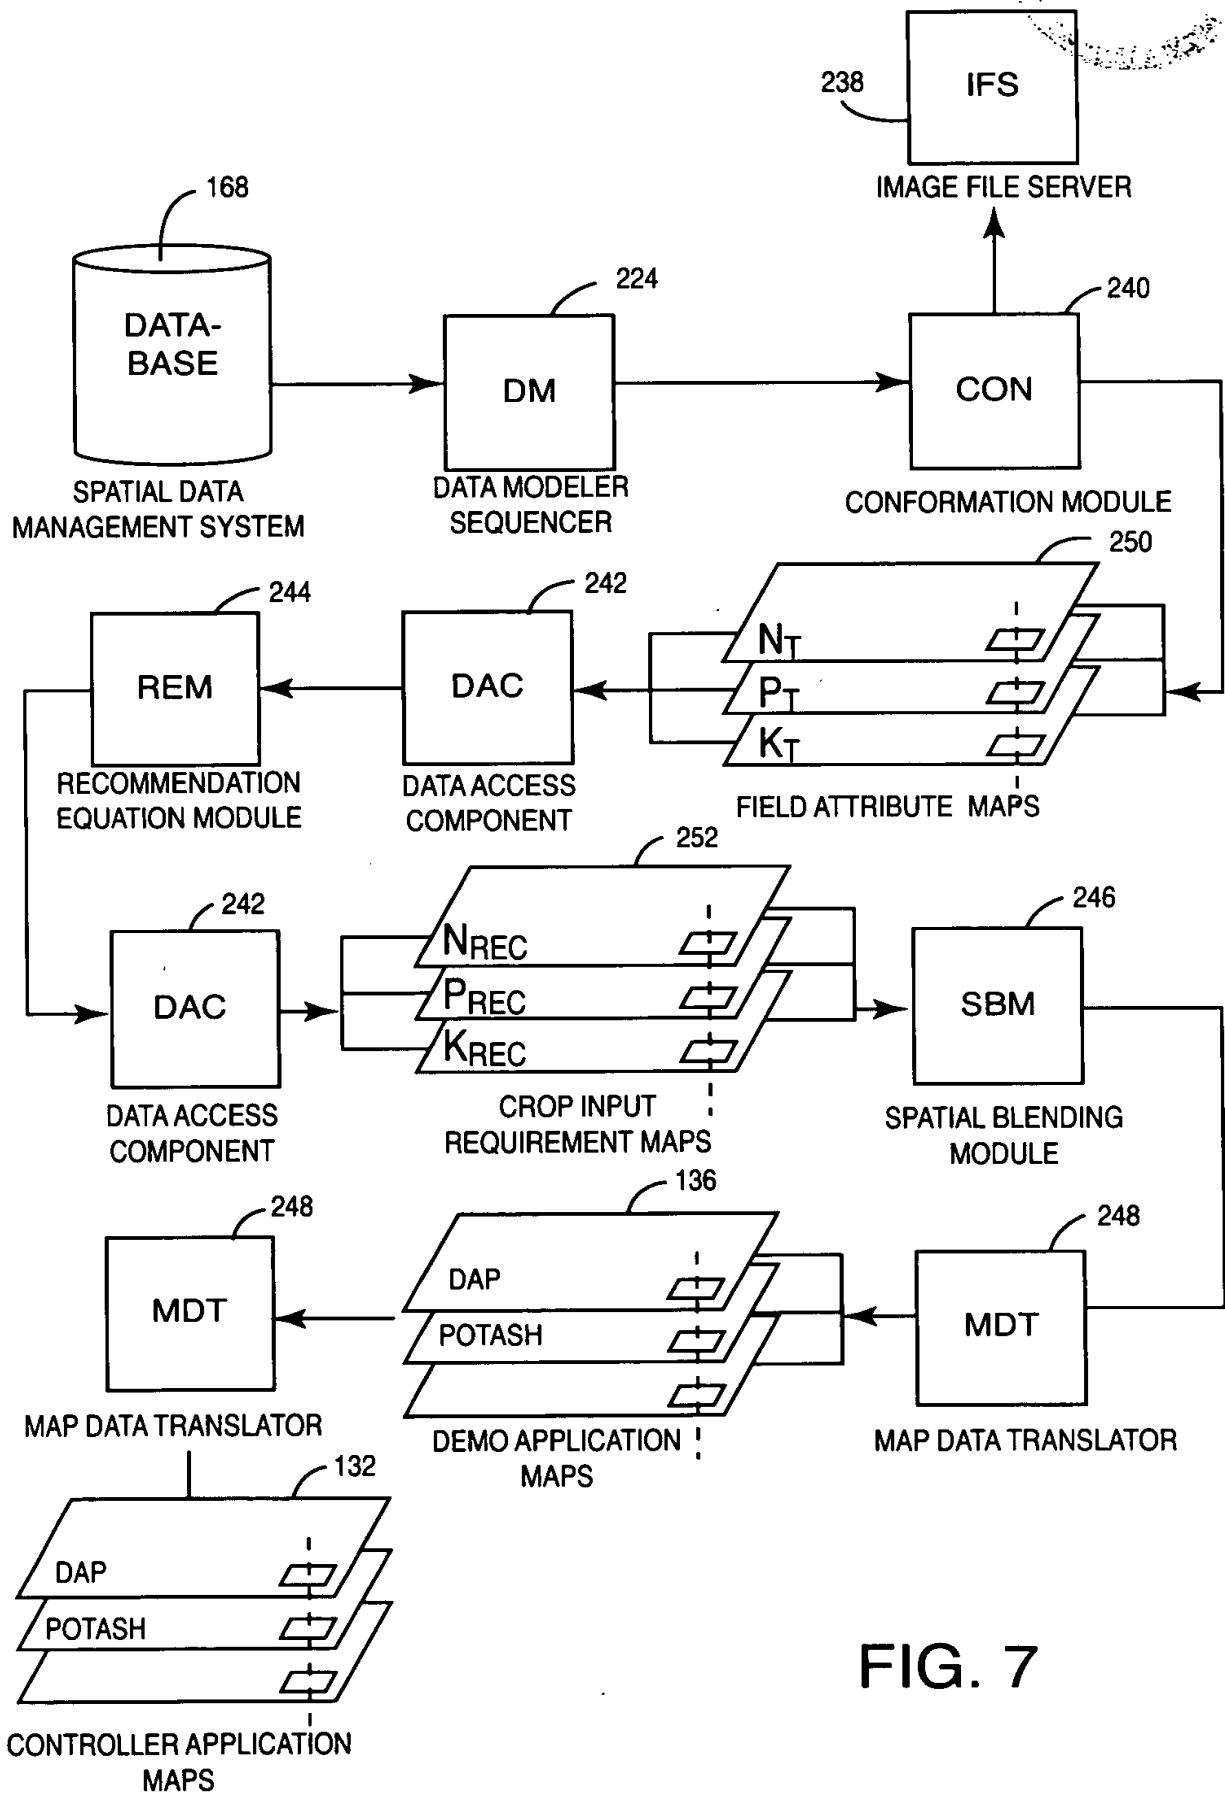 IFS
238
IMAGE FILE SERVER
168
DATA-
BASE
SPATIAL DATA
MANAGEMENT SYSTEM
224
DM
DATA MODELER
SEQUENCER
240
CON
CONFORMATION MODULE
244
REM
RECOMMENDATION
EQUATION MODULE
242
DAC
DATA ACCESS
COMPONENT
250
NT
PT
KT
FIELD ATTRIBUTE MAPS
242
DAC
DATA ACCESS
COMPONENT
252
NREC
PREC
KREC
CROP INPUT
REQUIREMENT MAPS
246
SBM
SPATIAL BLENDING
MODULE
248
MDT
MAP DATA TRANSLATOR
136
DAP
POTASH
DEMO APPLICATION
MAPS
248
MDT
MAP DATA TRANSLATOR
132
DAP
POTASH
CONTROLLER APPLICATION
MAPS
FIG. 7